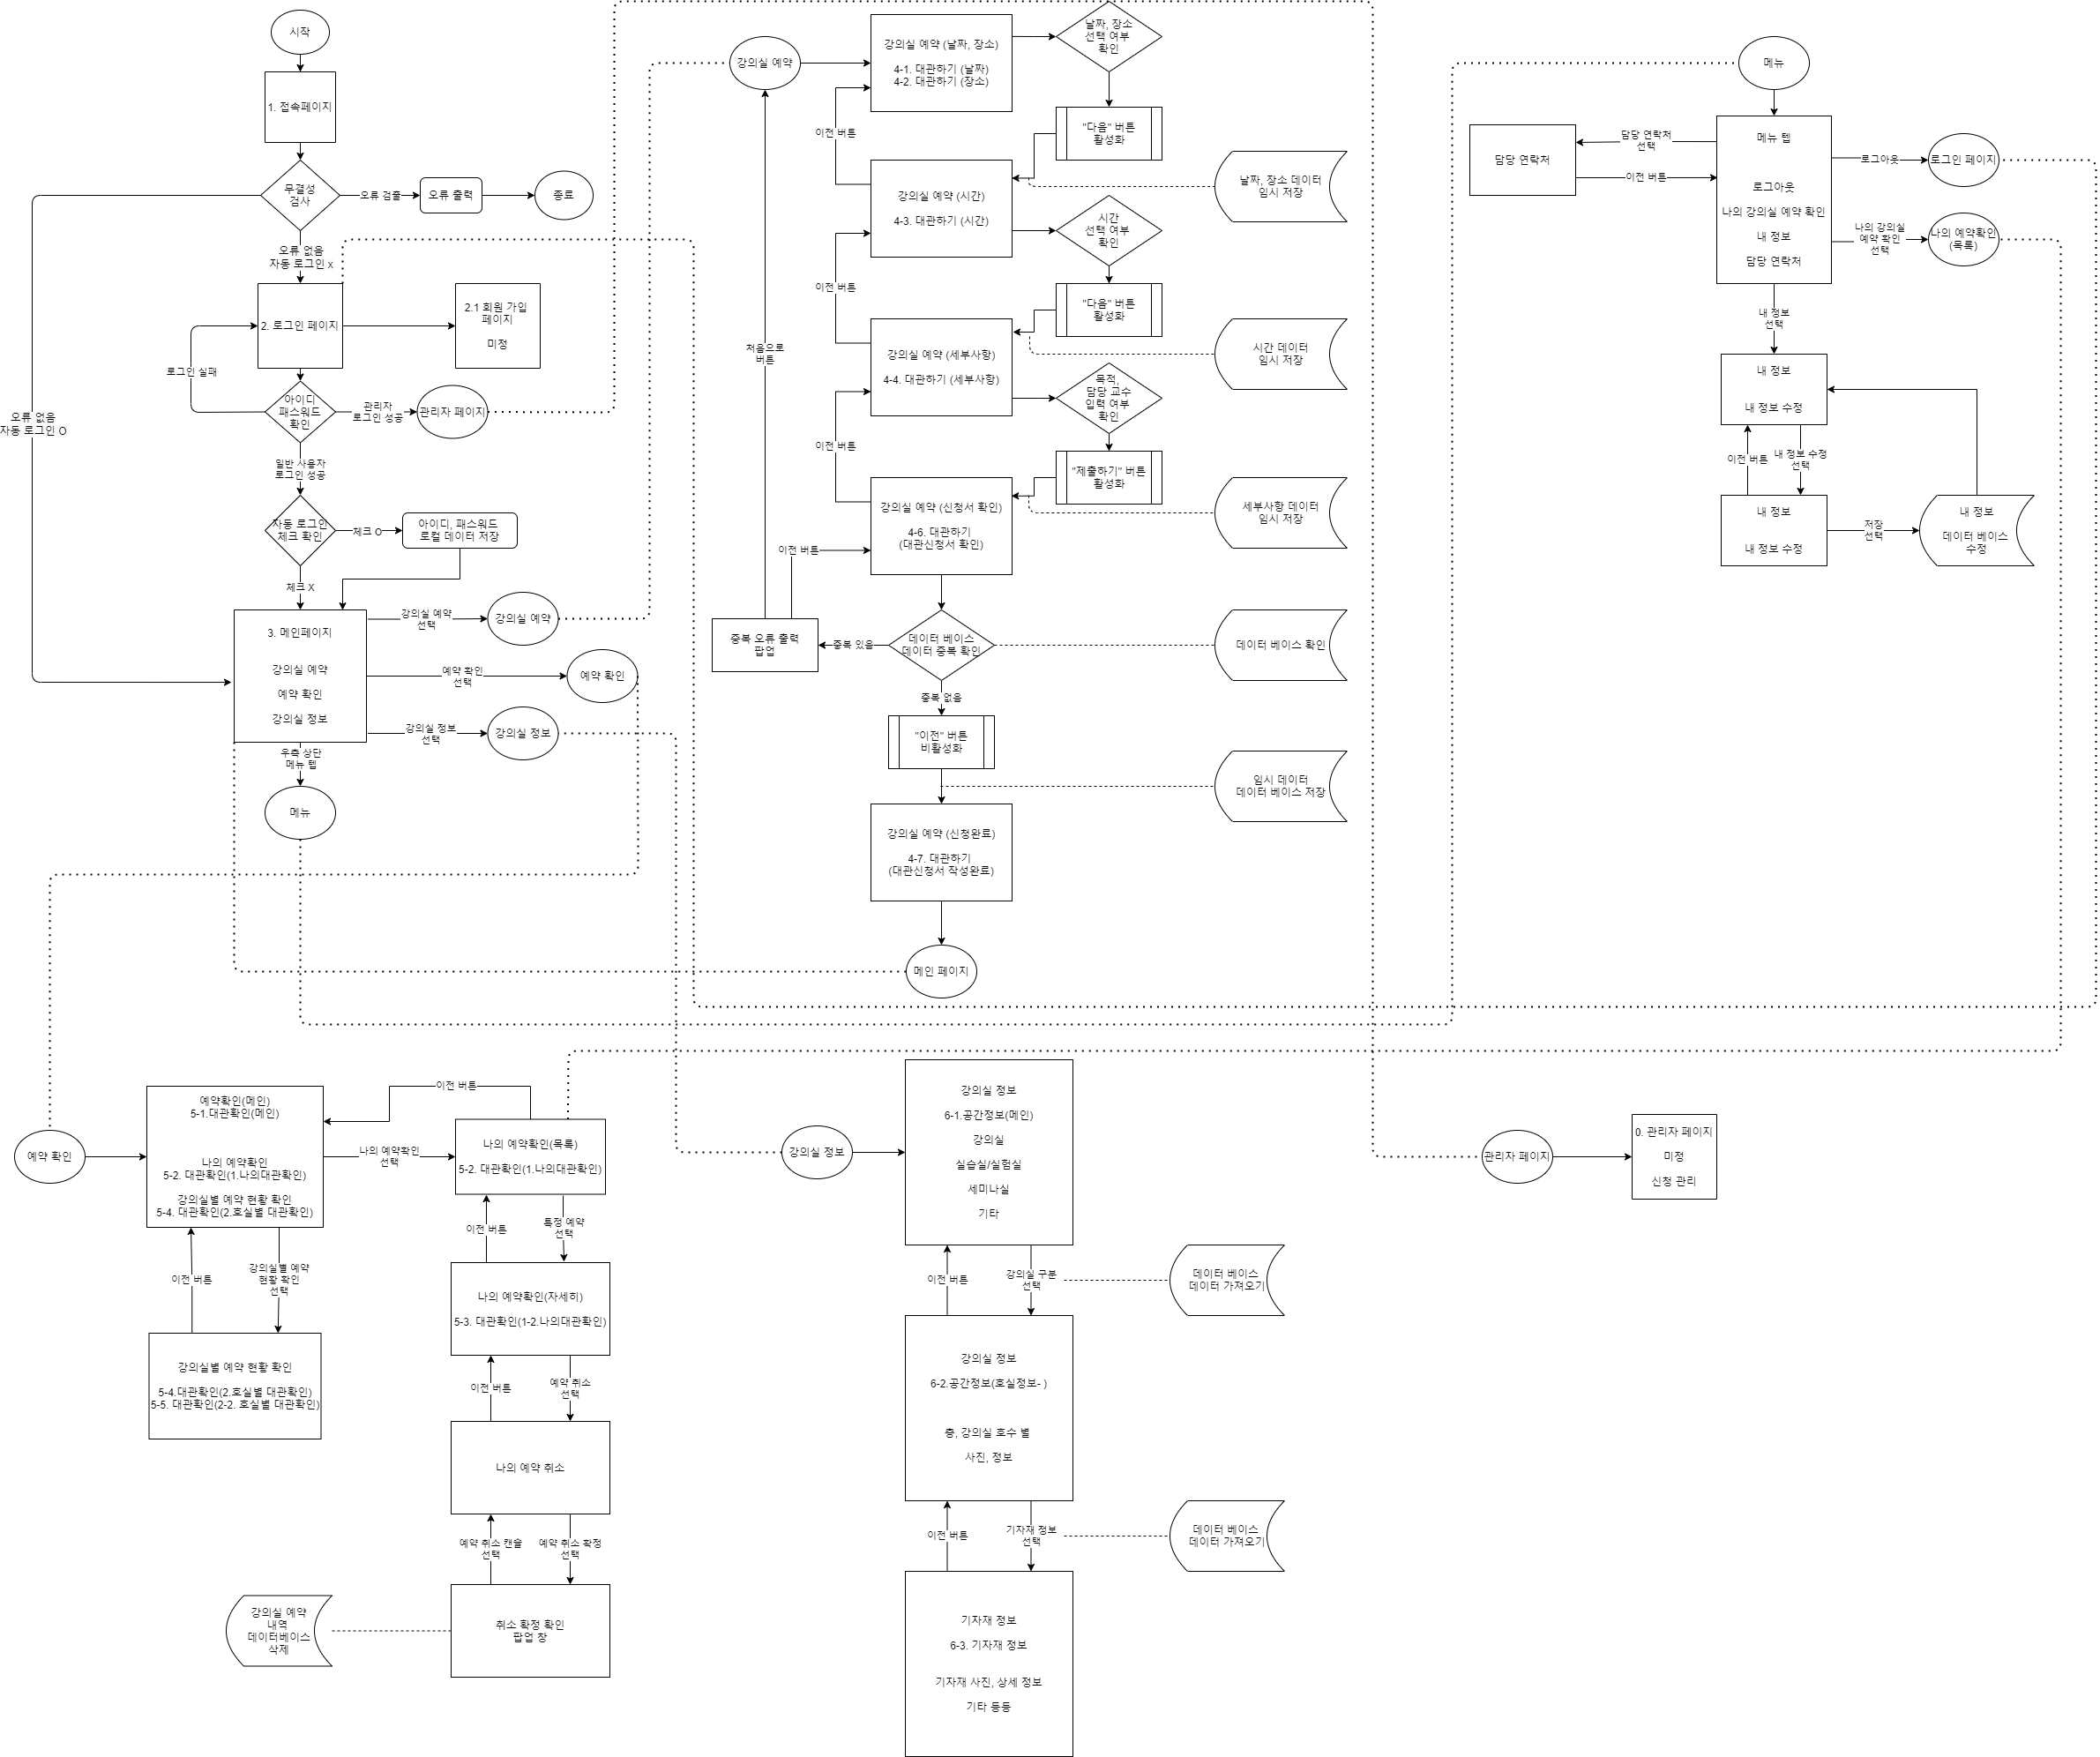 시작
1. 접속페이지
무결성
검사
오류 검출
오류 출력
종료
오류 없음
자동 로그인 x
오류 없음
자동 로그인 O
2. 로그인 페이지
2.1 회원 가입
페이지
미정
로그인 실패
아이디
패스워드
확인
관리자
로그인 성공
관리자 페이지
일반 사용자
로그인 성공
자동 로그인
체크 확인
체크 O
아이디, 패스워드
로컬 데이터 저장
체크 X
3. 메인페이지
강의실 예약
예약 확인
강의실 정보
강의실 예약
선택
강의실 예약
예약 확인
선택
예약 확인
강의실 정보
선택
강의실 정보
우측 상단
메뉴 탭
메뉴
강의실 예약
강의실 예약 (날짜, 장소)
4-1. 대관하기 (날짜)
4-2. 대관하기 (장소)
날짜, 장소
선택 여부
확인
이전 버튼
"다음" 버튼
활성화
날짜, 장소 데이터
임시 저장
강의실 예약 (시간)
4-3. 대관하기 (시간)
시간
선택 여부
확인
이전 버튼
"다음" 버튼
활성화
시간 데이터
임시 저장
처음으로
버튼
강의실 예약 (세부사항)
4-4. 대관하기 (세부사항)
목적,
담당 교수
입력 여부
확인
이전 버튼
"제출하기" 버튼
활성화
세부사항 데이터
임시 저장
강의실 예약 (신청서 확인)
4-6. 대관하기
(대관신청서 확인)
이전 버튼
중복 오류 출력
팝업
중복 있음
데이터 베이스
데이터 중복 확인
데이터 베이스 확인
중복 없음
"이전" 버튼
비활성화
임시 데이터
데이터 베이스 저장
강의실 예약 (신청완료)
4-7. 대관하기
(대관신청서 작성완료)
메인 페이지
메뉴
담당 연락처
담당 연락처
선택
이전 버튼
메뉴 텝
로그아웃
나의 강의실 예약 확인
내 정보
담당 연락처
로그아웃
로그인 페이지
나의 강의실
예약 확인
선택
나의 예약확인
(목록)
내 정보
선택
내 정보
내 정보 수정
이전 버튼
내 정보 수정
선택
내 정보
내 정보 수정
저장
선택
내 정보
데이터 베이스
수정
예약 확인
예약확인(메인)
5-1.대관확인(메인)
나의 예약확인
5-2. 대관확인(1.나의대관확인)
강의실별 예약 현황 확인
5-4. 대관확인(2.호실별 대관확인)
이전 버튼
나의 예약확인
선택
나의 예약확인(목록)
5-2. 대관확인(1.나의대관확인)
이전 버튼
강의실별 예약
현황 확인
선택
강의실별 예약 현황 확인
5-4.대관확인(2.호실별 대관확인)
5-5. 대관확인(2-2. 호실별 대관확인)
이전 버튼
특정 예약
선택
나의 예약확인(자세히)
5-3. 대관확인(1-2.나의대관확인)
이전 버튼
예약 취소
선택
나의 예약 취소
예약 취소 캔슬
선택
예약 취소 확정
선택
취소 확정 확인
팝업 창
강의실 예약
내역
데이터베이스
삭제
강의실 정보
강의실 정보
6-1.공간정보(메인)
강의실
실습실/실험실
세미나실
기타
이전 버튼
강의실 구분
선택
데이터 베이스
데이터 가져오기
강의실 정보
6-2.공간정보(호실정보- )
층, 강의실 호수 별
사진, 정보
이전 버튼
기자재 정보
선택
데이터 베이스
데이터 가져오기
기자재 정보
6-3. 기자재 정보
기자재 사진, 상세 정보
기타 등등
관리자 페이지
0. 관리자 페이지
미정
신청 관리